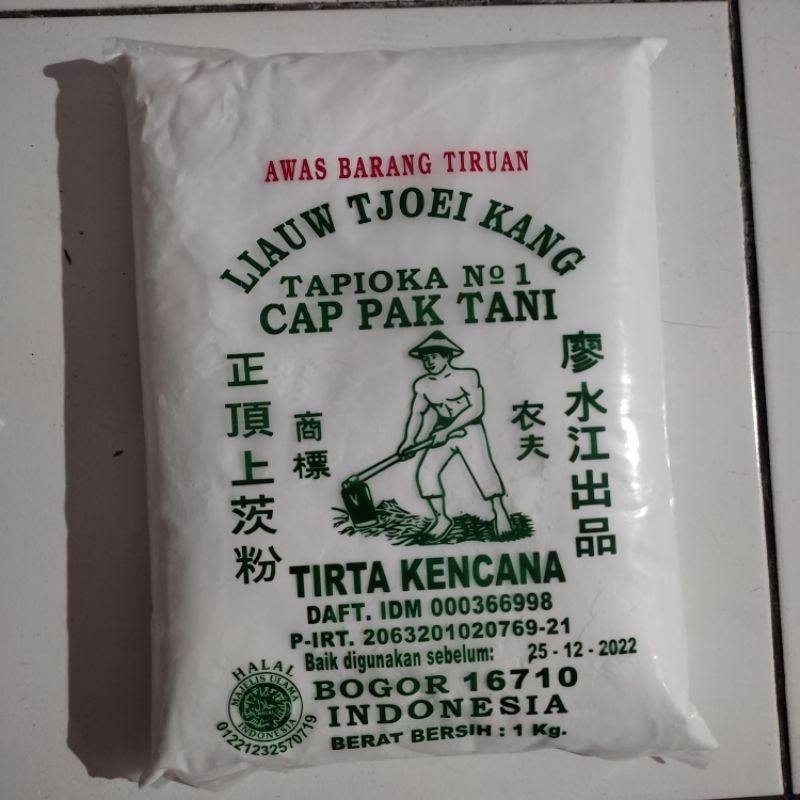 AWAS BARANG TIRUAN
LIAUW TJOEI KANG
TAPIOKA No 1
CAP PAK TANI
正頂上茨粉
商標
农夫
廖水江出品
TIRTA KENCANA
DAFT. IDM 000366998
P-IRT. 2063201020769-21
Baik digunakan sebelum: 25 - 12 - 2022
HALAL
MAJELIS ULAMA
INDONESIA
01221232570719
BOGOR 16710
INDONESIA
BERAT BERSIH : 1 Kg.